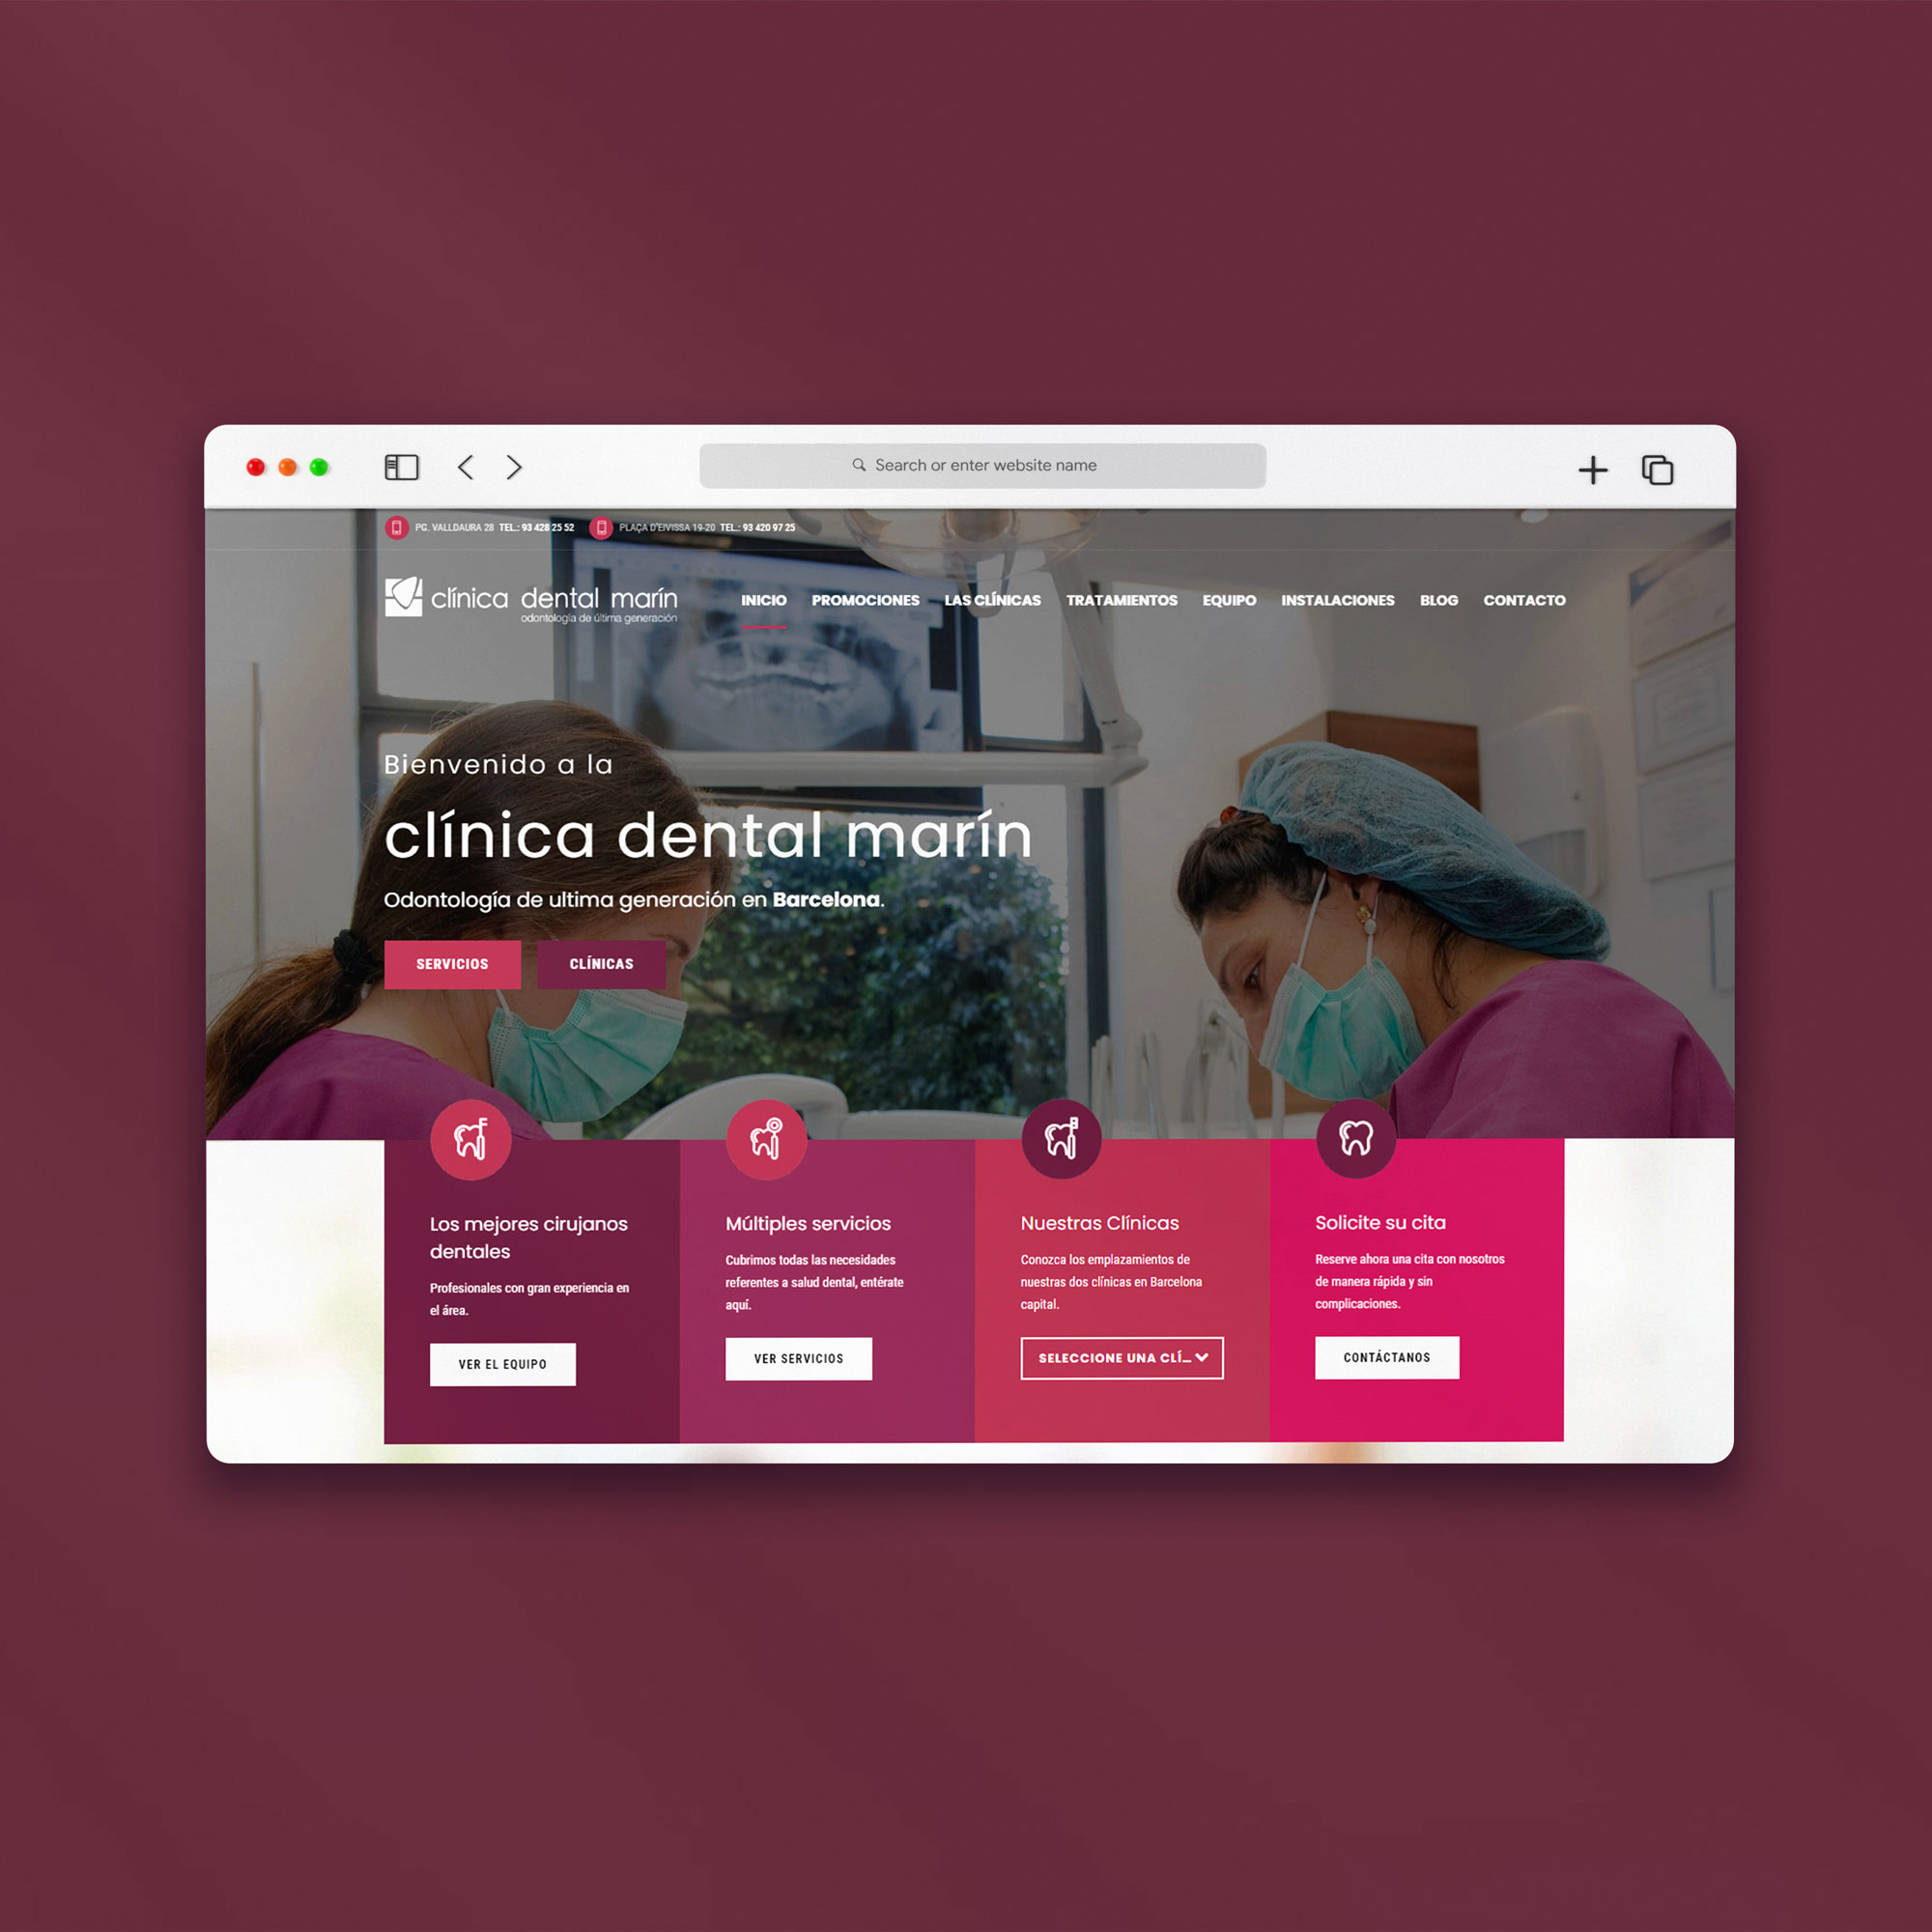 Search or enter website name
PG. VALLDAURA 28 TEL.: 93 428 25 52 PLAÇA D'EIVISSA 19-20 TEL.: 93 420 97 25
clínica dental marín
odontología de última generación
INICIO PROMOCIONES LAS CLÍNICAS TRATAMIENTOS EQUIPO INSTALACIONES BLOG CONTACTO
Bienvenido a la
clínica dental marín
Odontología de ultima generación en Barcelona.
SERVICIOS CLÍNICAS
Los mejores cirujanos
dentales
Profesionales con gran experiencia en
el área.
VER EL EQUIPO
Múltiples servicios
Cubrimos todas las necesidades
referentes a salud dental, entérate
aquí.
VER SERVICIOS
Nuestras Clínicas
Conozca los emplazamientos de
nuestras dos clínicas en Barcelona
capital.
SELECCIONE UNA CLÍ...
Solicite su cita
Reserve ahora una cita con nosotros
de manera rápida y sin
complicaciones.
CONTÁCTANOS